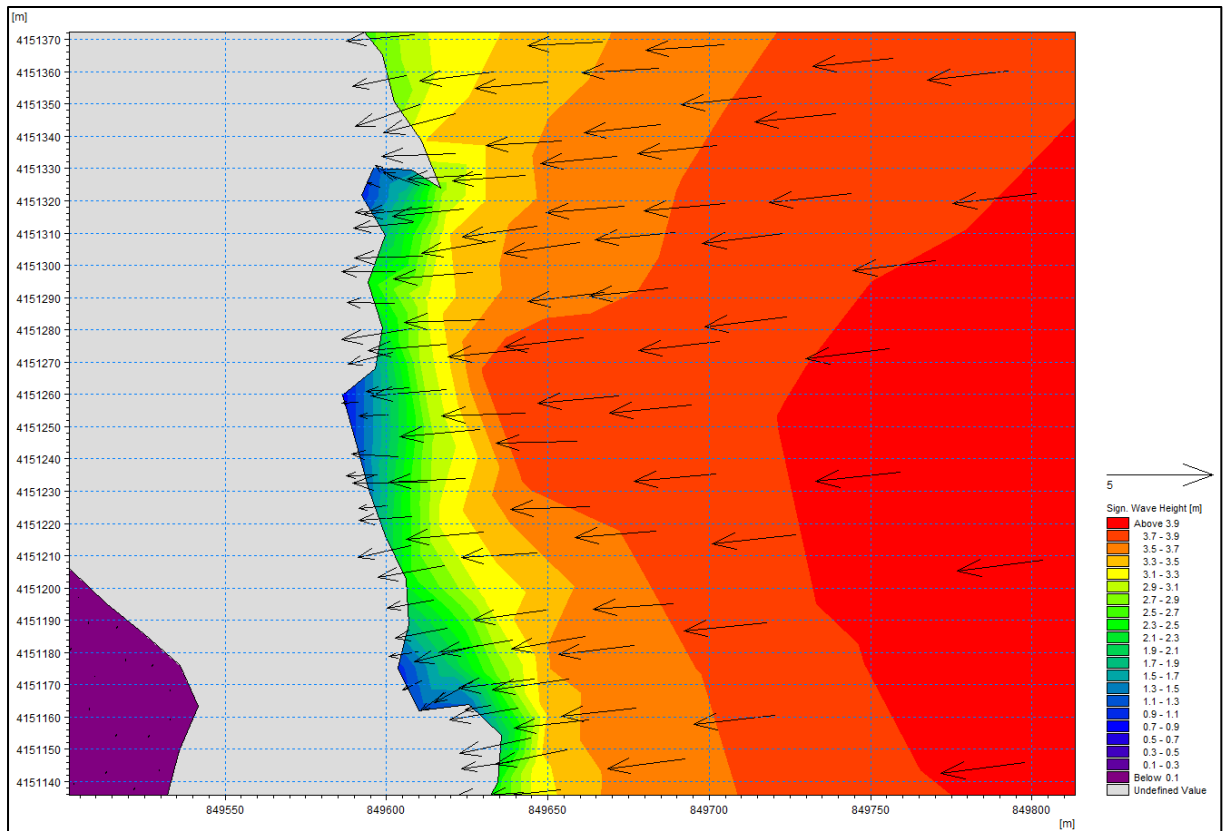 [m]
4151370
4151360
4151350
4151340
4151330
4151320
4151310
4151300
4151290
4151280
4151270
4151260
4151250
4151240
4151230
4151220
4151210
4151200
4151190
4151180
4151170
4151160
4151150
4151140
849550
849600
849650
849700
849750
849800
[m]
5
Sign. Wave Height [m]
Above 3.9
3.7 - 3.9
3.5 - 3.7
3.3 - 3.5
3.1 - 3.3
2.9 - 3.1
2.7 - 2.9
2.5 - 2.7
2.3 - 2.5
2.1 - 2.3
1.9 - 2.1
1.7 - 1.9
1.5 - 1.7
1.3 - 1.5
1.1 - 1.3
0.9 - 1.1
0.7 - 0.9
0.5 - 0.7
0.3 - 0.5
0.1 - 0.3
Below 0.1
Undefined Value